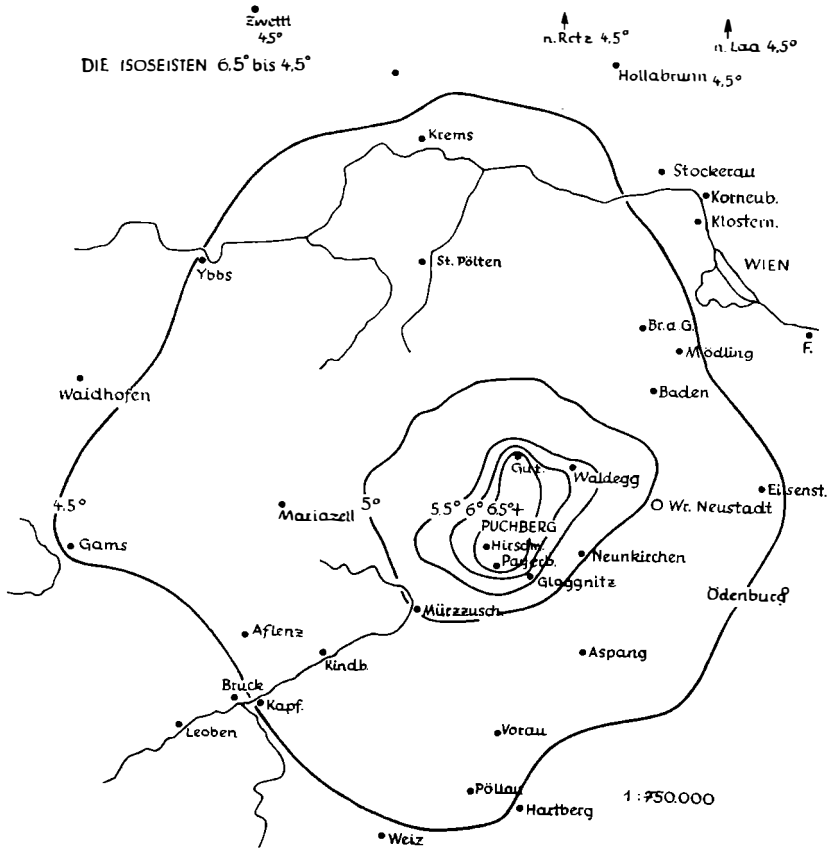 Zwettl
45°
n. Retz 4,5°
n. Laa 4,5°
DIE ISOSEISTEN 6.5° bis 4,5°
Hollabrunn 4,5°
Krems
Stockerau
Korneub.
Klostern.
WIEN
St. Pölten
Ybbs
Br. a. G.
F.
Mödling
Waidhofen
Baden
Gut.
Waldegg
4.5°
Mariazell
5°
5.5° 6° 6.5°
Eisenst.
Wr. Neustadt
PUCHBERG
Gams
Hirschw.
Neunkirchen
Payerb.
Gloggnitz
Ödenburg
Mürzzusch.
Aflenz
Kindb.
Aspang
Bruck
Kapf.
Leoben
Vorau
Pöllau
1:750.000
Hartberg
Weiz